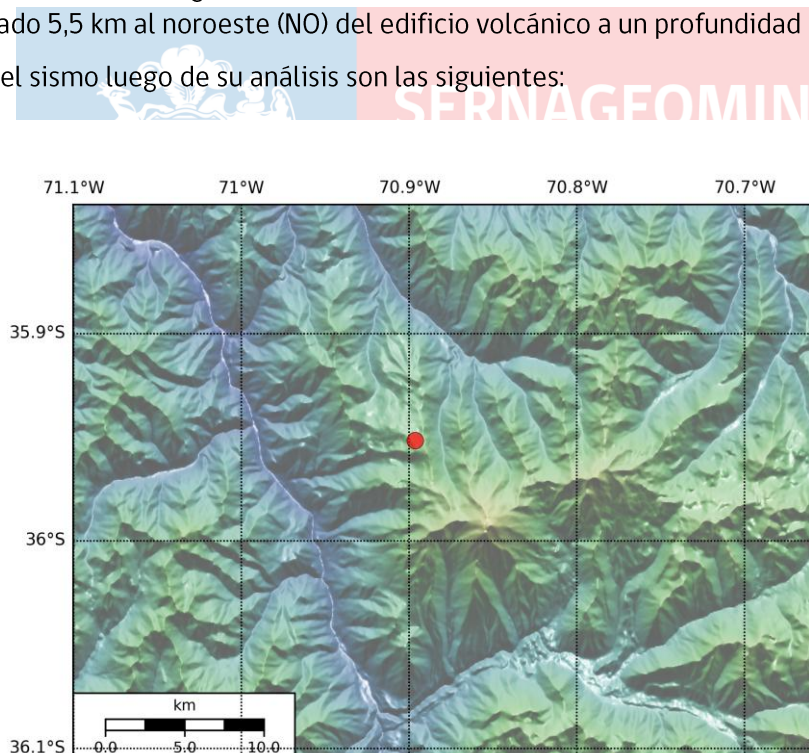 ado 5,5 km al noroeste (NO) del edificio volcánico a un profundidad
el sismo luego de su análisis son las siguientes:
SERNAGEOMIN
71.1°W 71°W 70.9°W 70.8°W 70.7°W
35.9°S
36°S
36.1°S
km
0.0 5.0 10.0